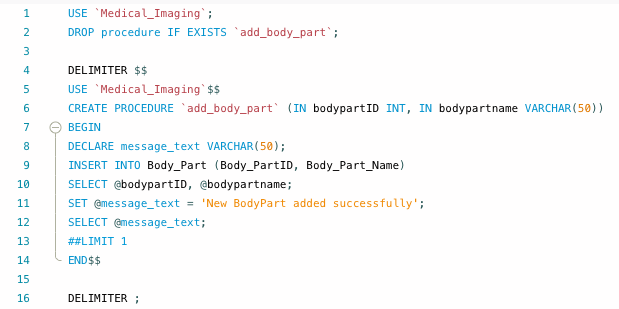 1 USE `Medical_Imaging`;
2 DROP procedure IF EXISTS `add_body_part`;
3
4 DELIMITER $$
5 USE `Medical_Imaging`$$
6 CREATE PROCEDURE `add_body_part` (IN bodypartID INT, IN bodypartname VARCHAR(50))
7 BEGIN
8 DECLARE message_text VARCHAR(50);
9 INSERT INTO Body_Part (Body_PartID, Body_Part_Name)
10 SELECT @bodypartID, @bodypartname;
11 SET @message_text = 'New BodyPart added successfully';
12 SELECT @message_text;
13 ##LIMIT 1
14 END$$
15
16 DELIMITER ;